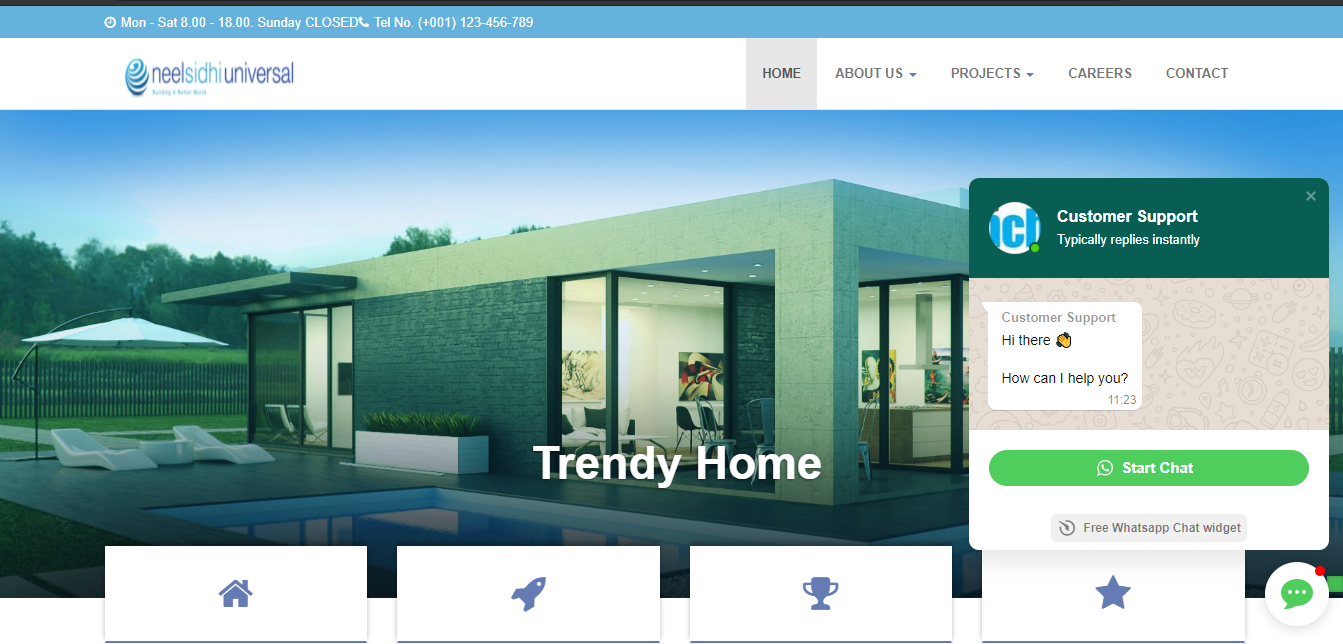 Mon - Sat 8.00 - 18.00. Sunday CLOSED Tel No. (+001) 123-456-789
neelsidhi universal
Building A Better World
HOME
ABOUT US
PROJECTS
CAREERS
CONTACT
Customer Support
Typically replies instantly
Customer Support
Hi there
How can I help you?
11:23
Start Chat
Free Whatsapp Chat widget
Trendy Home